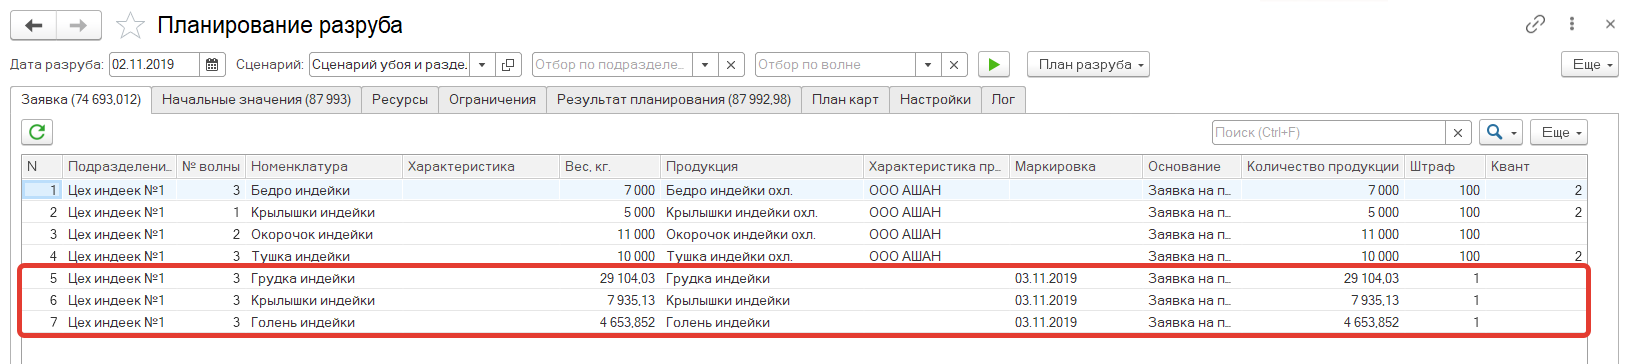 Планирование разруба
Дата разруба: 02.11.2019 Сценарий: Сценарий убоя и разде. Отбор по подразделе... Отбор по волне План разруба Еще
Заявка (74 693,012) Начальные значения (87 993) Ресурсы Ограничения Результат планирования (87 992,98) План карт Настройки Лог
Поиск (Ctrl+F) Еще
N Подразделени... № волны Номенклатура Характеристика Вес, кг. Продукция Характеристика пр... Маркировка Основание Количество продукции Штраф Квант
1 Цех индеек №1 3 Бедро индейки 7 000 Бедро индейки охл. ООО АШАН Заявка на п... 7 000 100 2
2 Цех индеек №1 1 Крылышки индейки 5 000 Крылышки индейки охл. ООО АШАН Заявка на п... 5 000 100 2
3 Цех индеек №1 2 Окорочок индейки 11 000 Окорочок индейки охл. ООО АШАН Заявка на п... 11 000 100
4 Цех индеек №1 3 Тушка индейки 10 000 Тушка индейки охл. ООО АШАН Заявка на п... 10 000 100 2
5 Цех индеек №1 3 Грудка индейки 29 104,03 Грудка индейки 03.11.2019 Заявка на п... 29 104,03 1
6 Цех индеек №1 3 Крылышки индейки 7 935,13 Крылышки индейки 03.11.2019 Заявка на п... 7 935,13 1
7 Цех индеек №1 3 Голень индейки 4 653,852 Голень индейки 03.11.2019 Заявка на п... 4 653,852 1